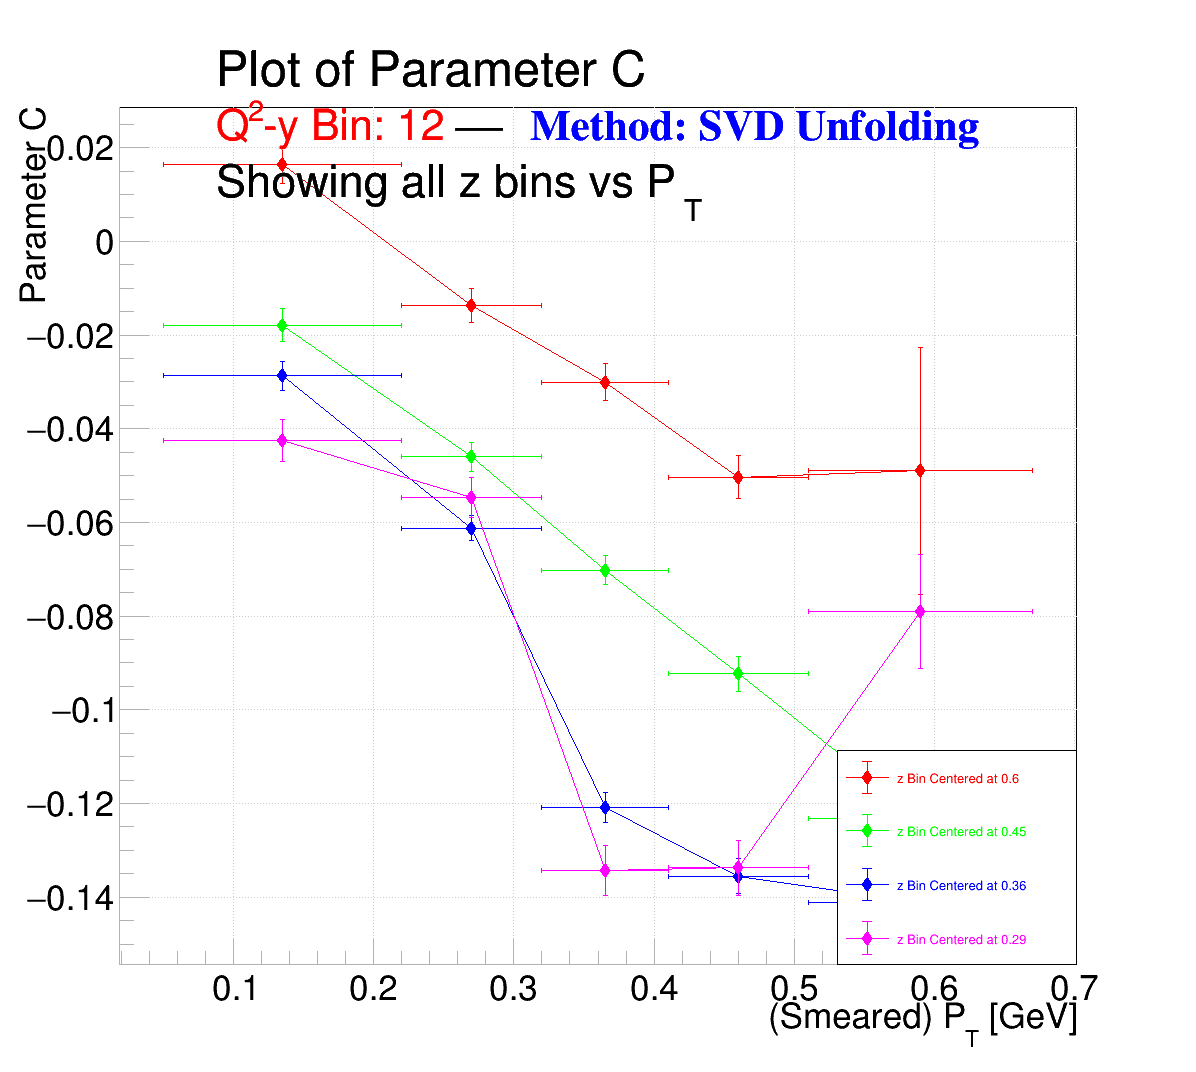 Plot of Parameter C
Q²-y Bin: 12 — Method: SVD Unfolding
Showing all z bins vs P_T
Parameter C
0.02
0
−0.02
−0.04
−0.06
−0.08
−0.1
−0.12
−0.14
z Bin Centered at 0.6
z Bin Centered at 0.45
z Bin Centered at 0.36
z Bin Centered at 0.29
0.1 0.2 0.3 0.4 0.5 0.6 0.7
(Smeared) P_T [GeV]